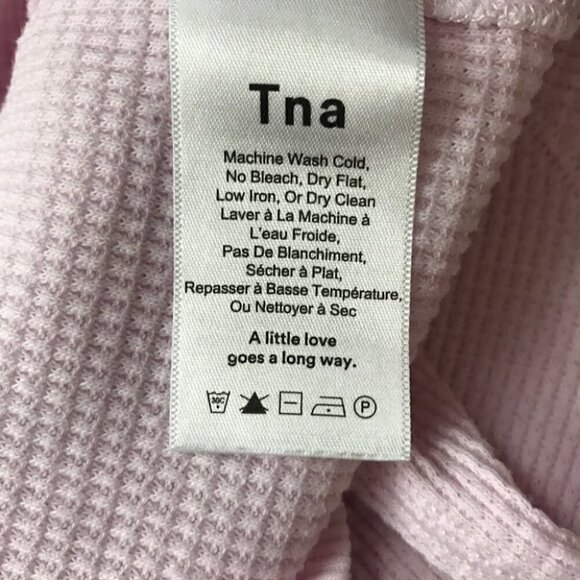 Tna
Machine Wash Cold,
No Bleach, Dry Flat,
Low Iron, Or Dry Clean
Laver à La Machine à
L'eau Froide,
Pas De Blanchiment,
Sécher à Plat,
Repasser à Basse Température,
Ou Nettoyer à Sec
A little love
goes a long way.
30C P